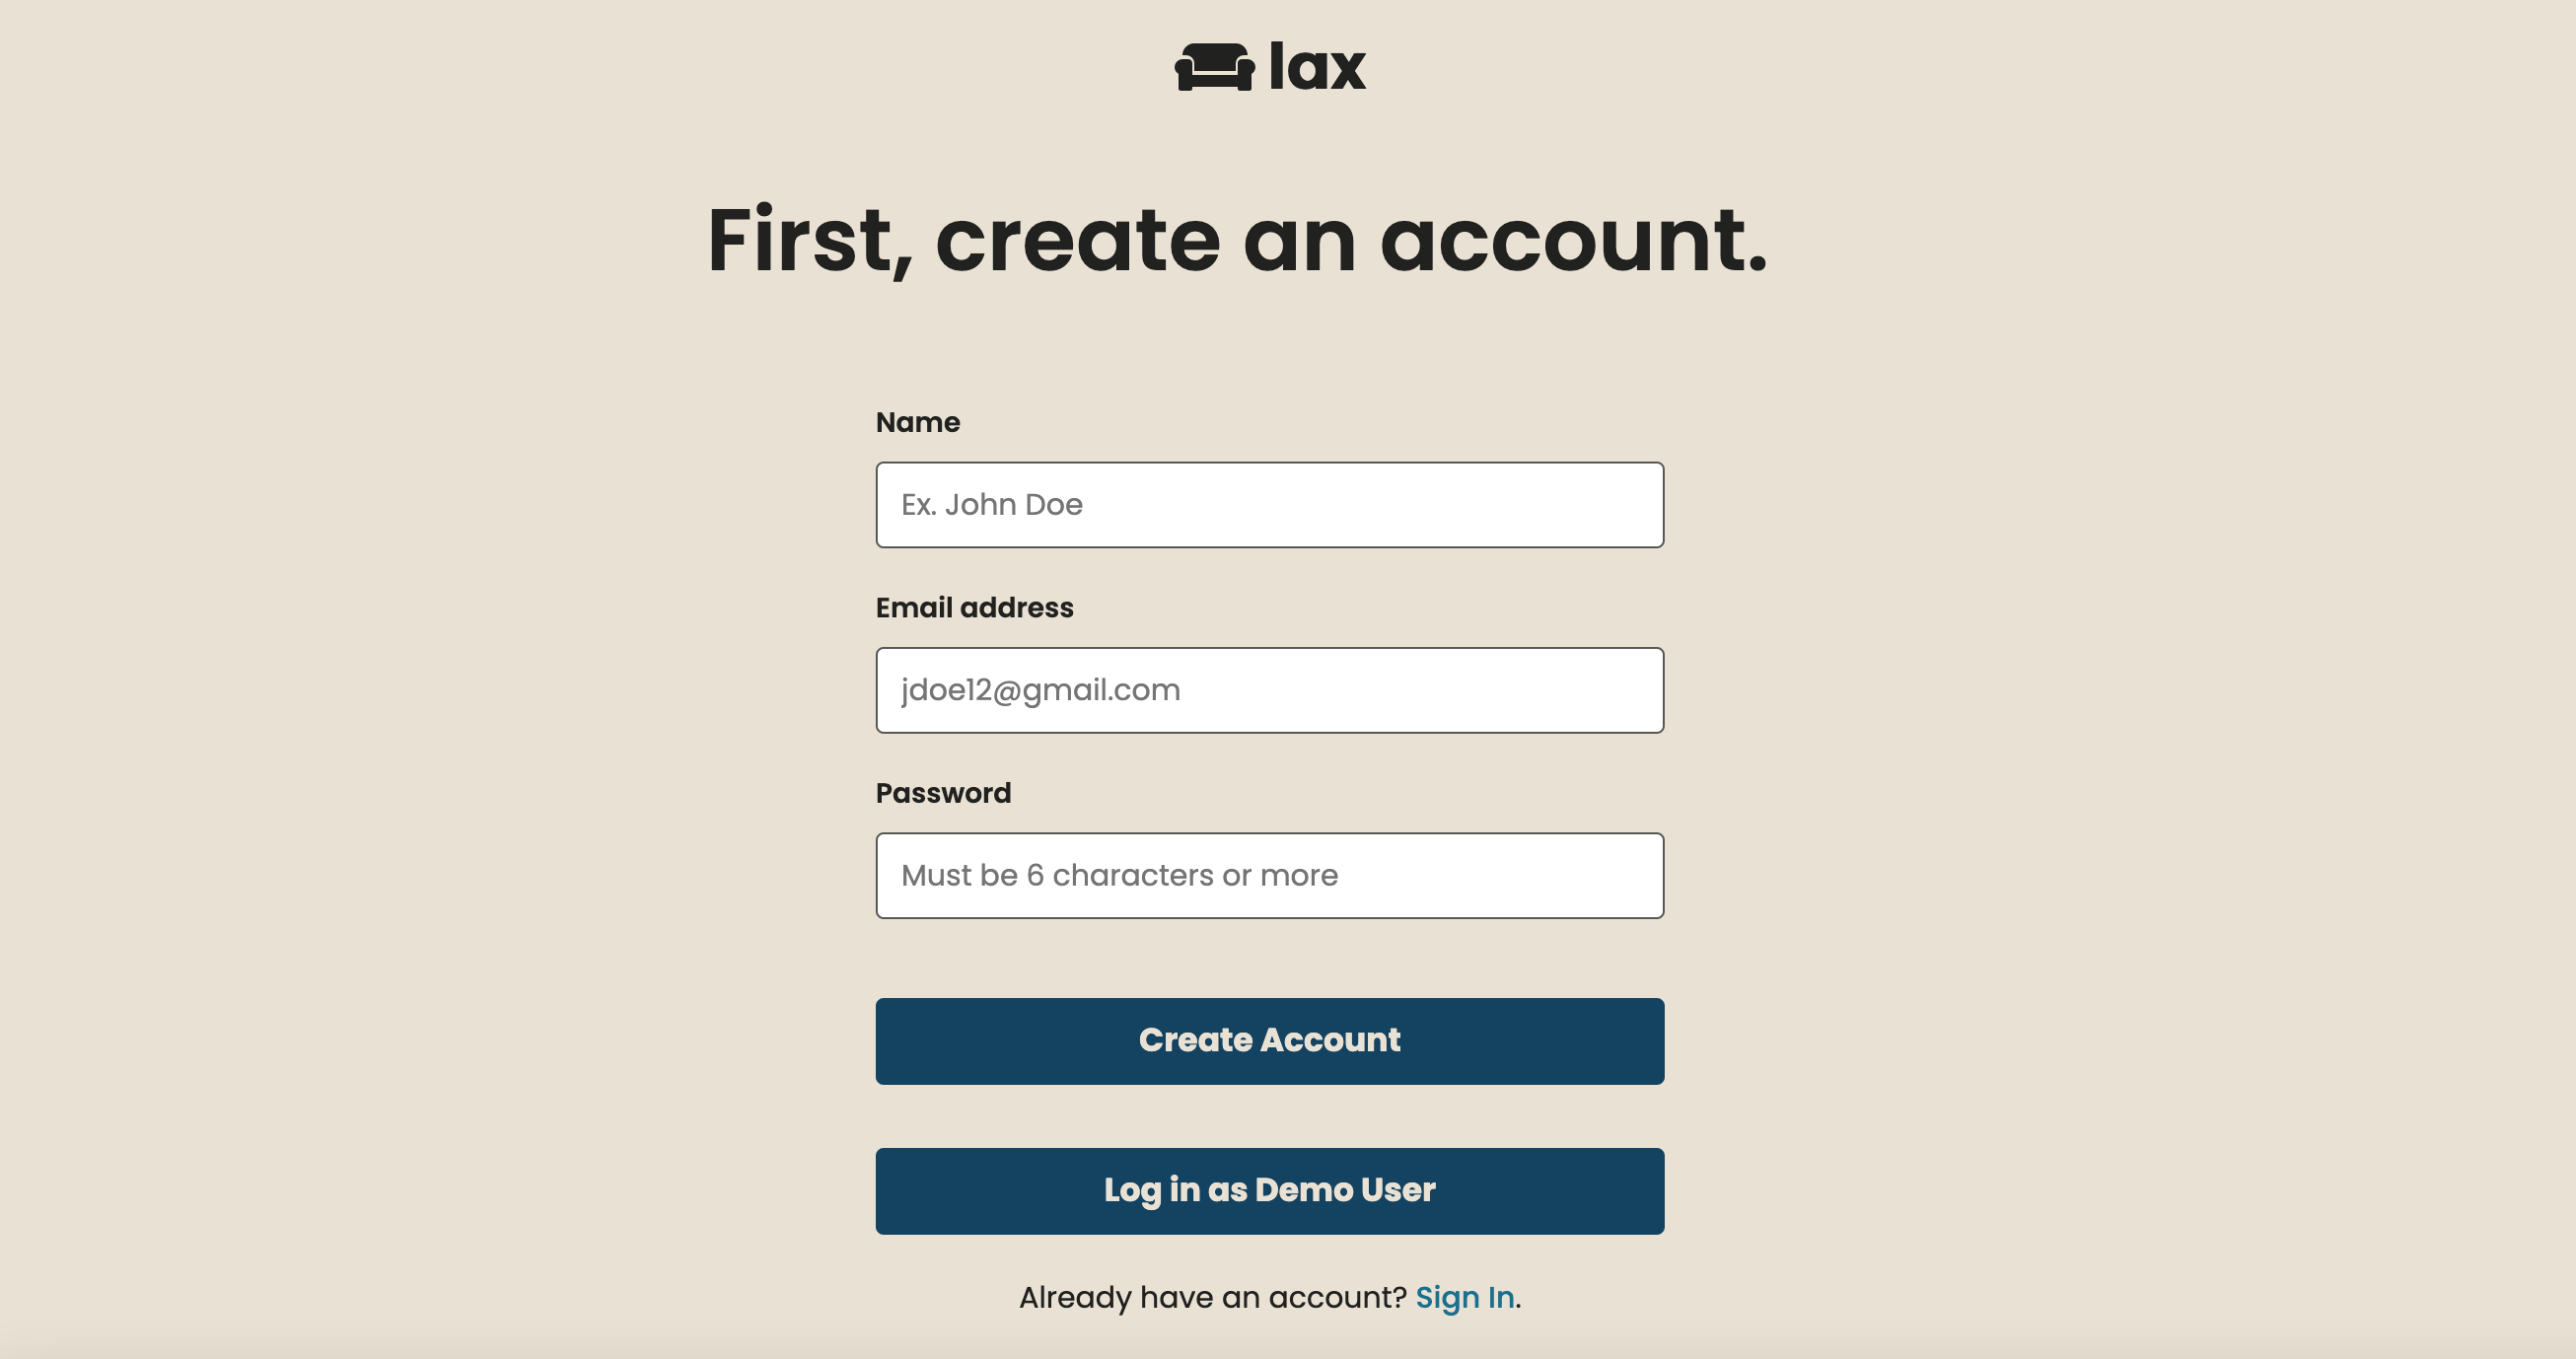 lax
First, create an account.
Name
Ex. John Doe
Email address
jdoe12@gmail.com
Password
Must be 6 characters or more
Create Account
Log in as Demo User
Already have an account? Sign In.